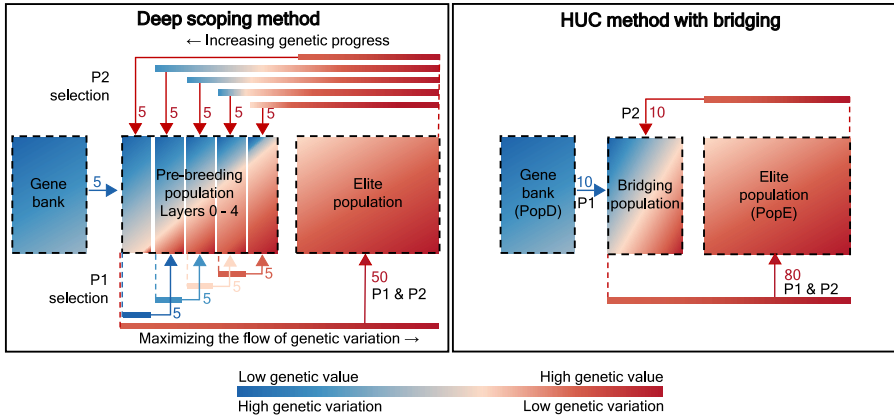 Deep scoping method
← Increasing genetic progress
P2
selection
5
5
5
5
5
Gene
bank
5
Pre-breeding
population
Layers 0 - 4
Elite
population
P1
selection
5
5
5
5
50
P1 & P2
Maximizing the flow of genetic variation →
HUC method with bridging
P2
10
Gene
bank
(PopD)
10
P1
Bridging
population
Elite
population
(PopE)
80
P1 & P2
Low genetic value
High genetic variation
High genetic value
Low genetic variation